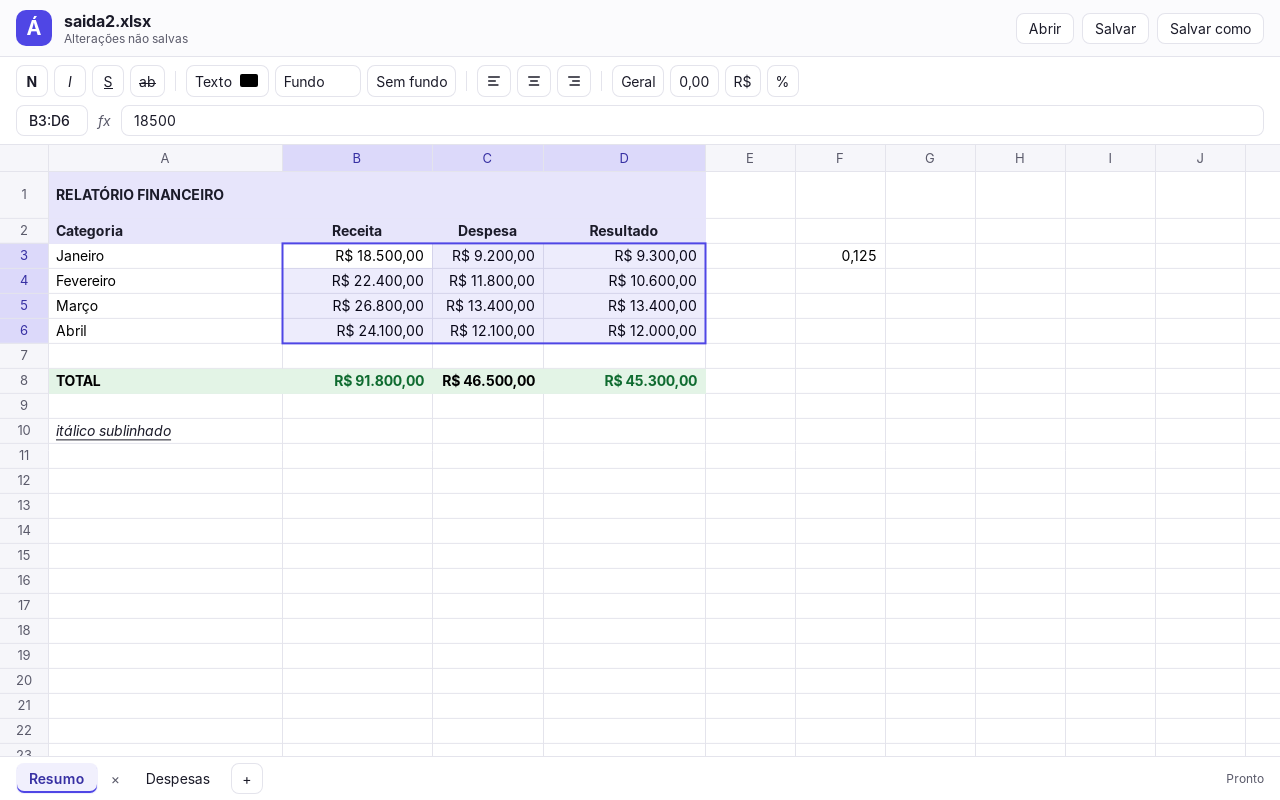 Á
saida2.xlsx
Alterações não salvas
Abrir Salvar Salvar como
N I S ab Texto Fundo Sem fundo Geral 0,00 R$ %
B3:D6 fx 18500
A B C D E F G H I J
1 RELATÓRIO FINANCEIRO
2 Categoria Receita Despesa Resultado
3 Janeiro R$ 18.500,00 R$ 9.200,00 R$ 9.300,00 0,125
4 Fevereiro R$ 22.400,00 R$ 11.800,00 R$ 10.600,00
5 Março R$ 26.800,00 R$ 13.400,00 R$ 13.400,00
6 Abril R$ 24.100,00 R$ 12.100,00 R$ 12.000,00
7
8 TOTAL R$ 91.800,00 R$ 46.500,00 R$ 45.300,00
9
10 itálico sublinhado
11
12
13
14
15
16
17
18
19
20
21
22
23
Resumo × Despesas + Pronto